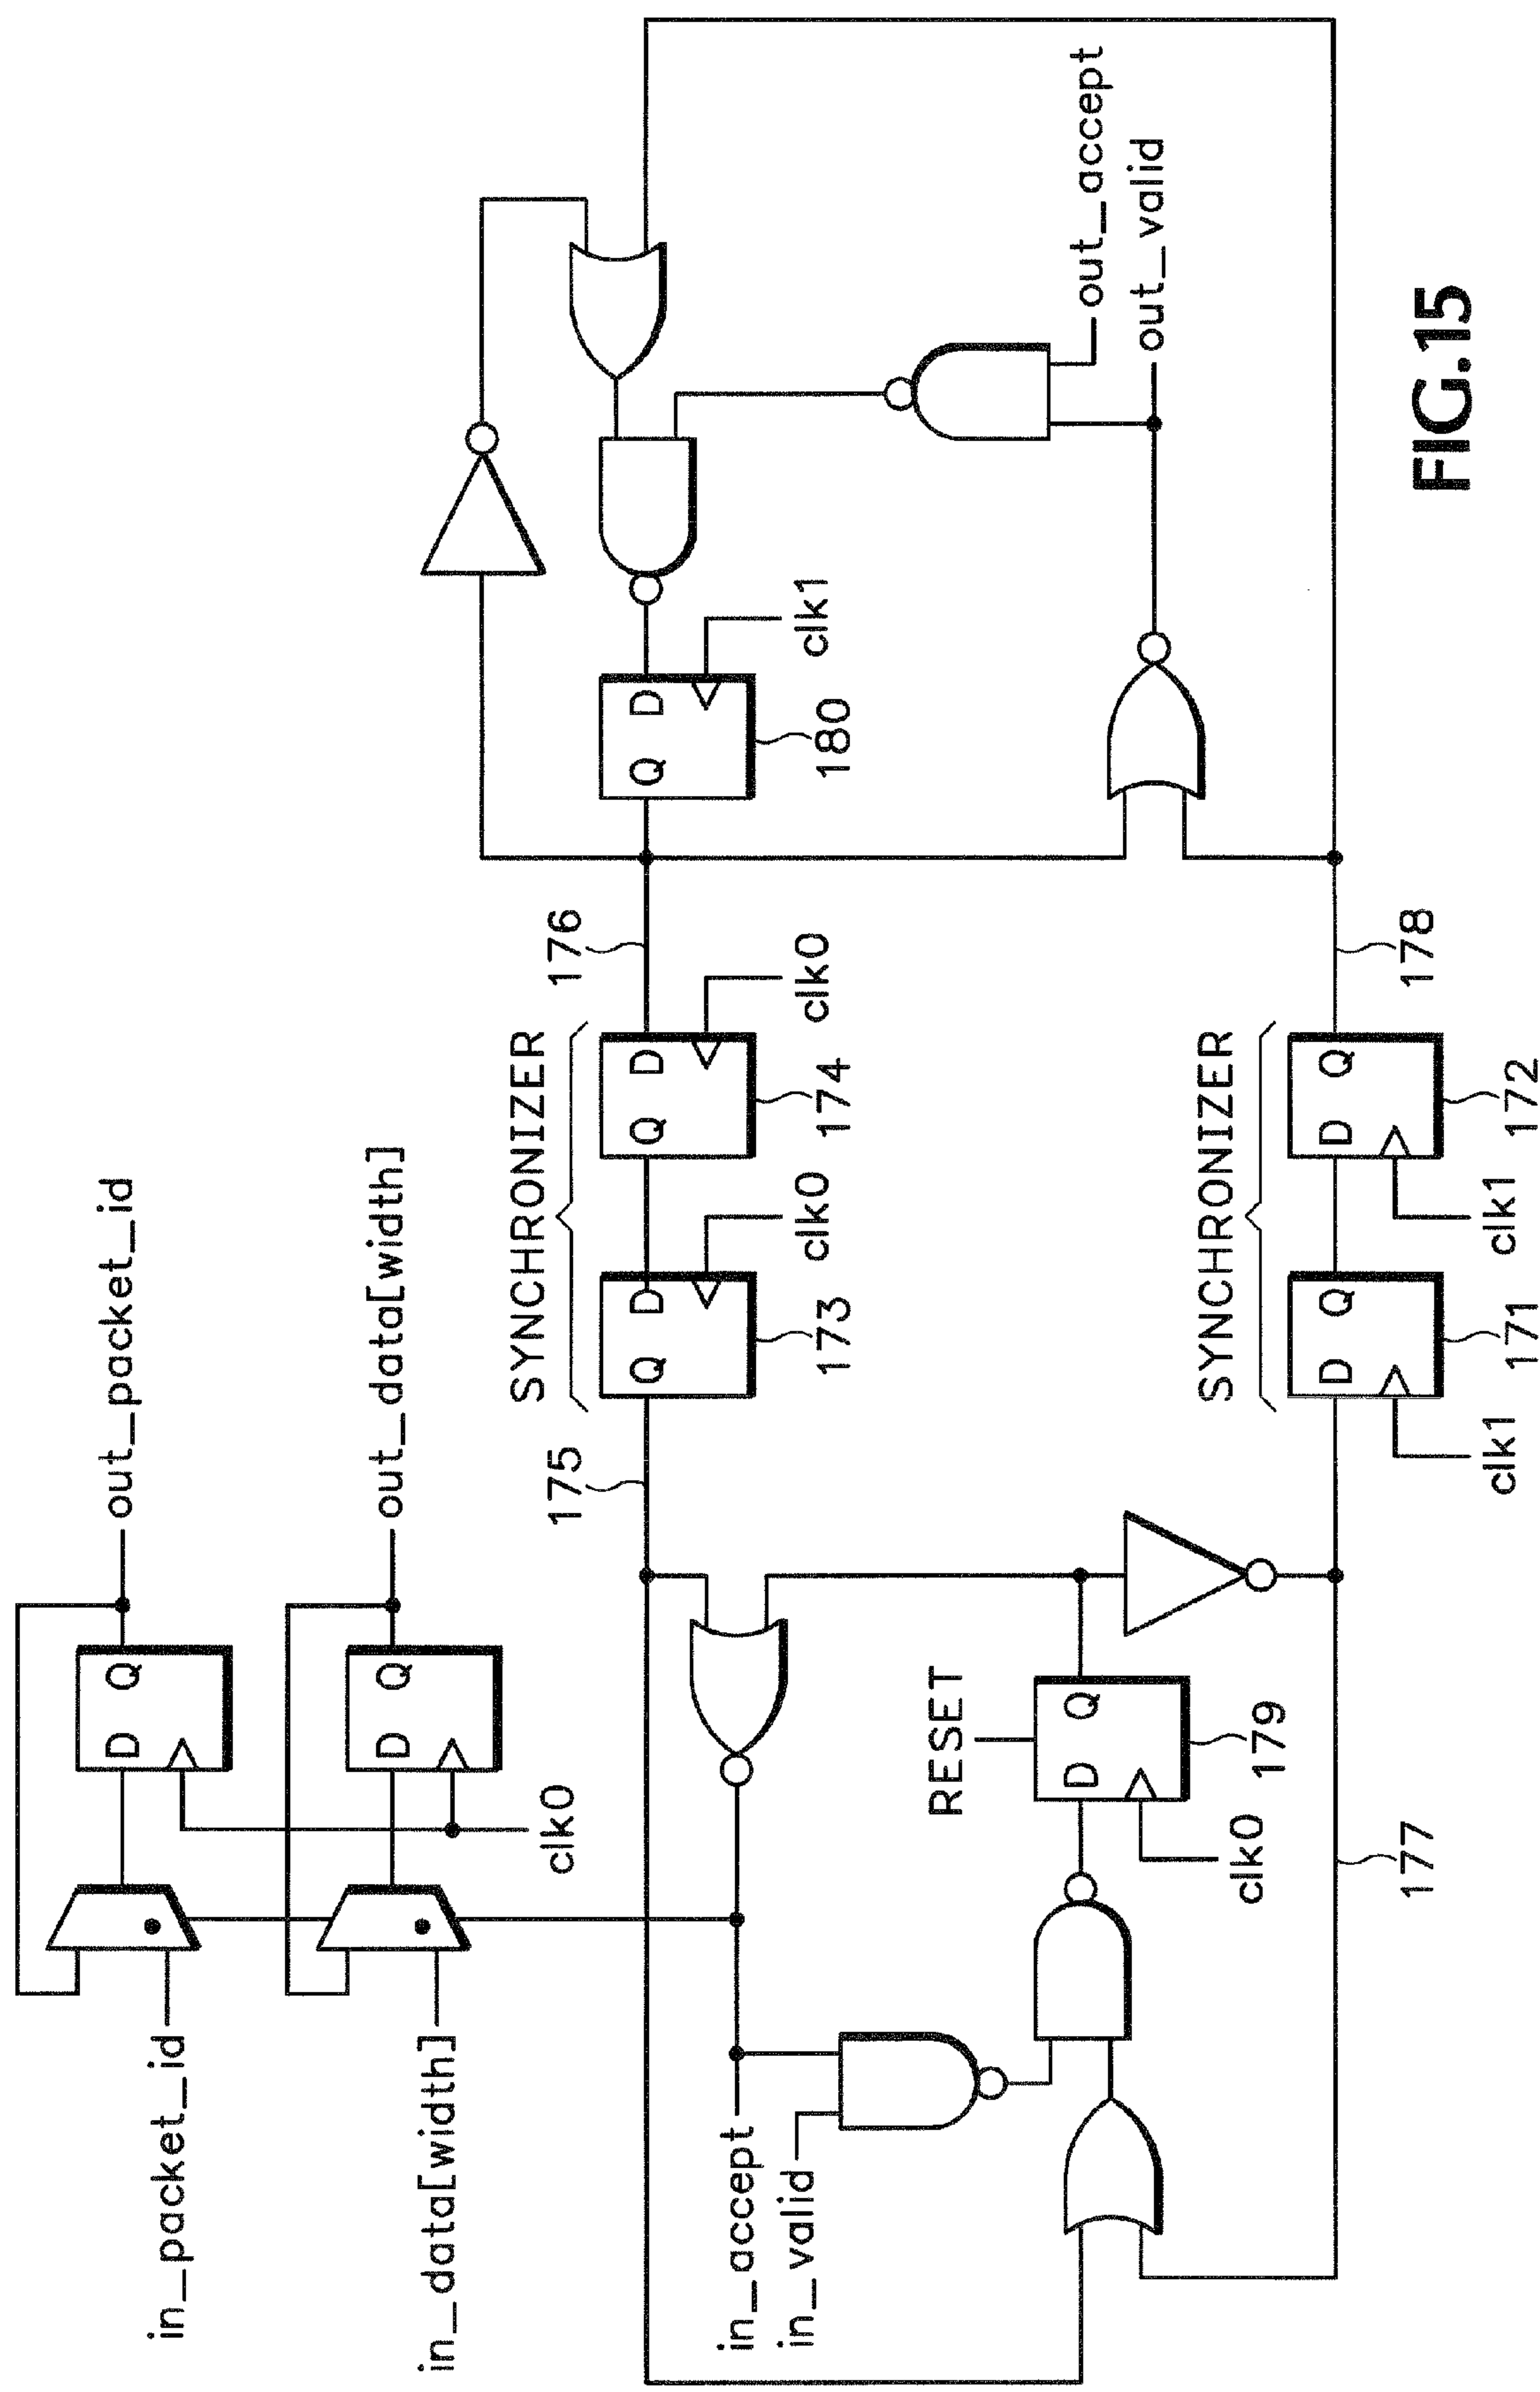 in_packet_id
D Q
out_packet_id
in_data[width]
D Q
out_data[width]
clk0
SYNCHRONIZER
175
Q D
clk0
173
Q D
clk0
174
176
Q D
clk1
180
in_accept
in_valid
RESET
D Q
clk0
179
out_accept
out_valid
SYNCHRONIZER
177
D Q
clk1
171
D Q
clk1
172
178
FIG.15